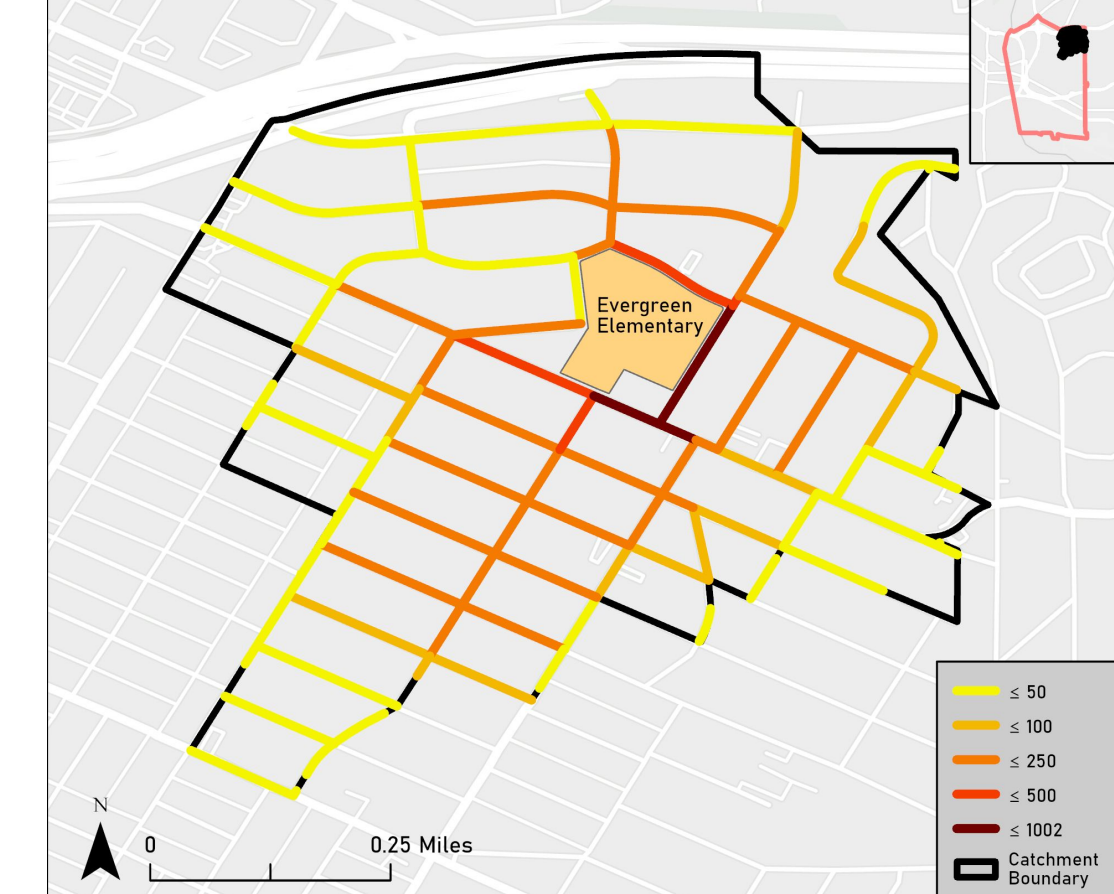 Evergreen
Elementary
≤ 50
≤ 100
≤ 250
≤ 500
≤ 1002
Catchment
Boundary
N
0
0.25 Miles